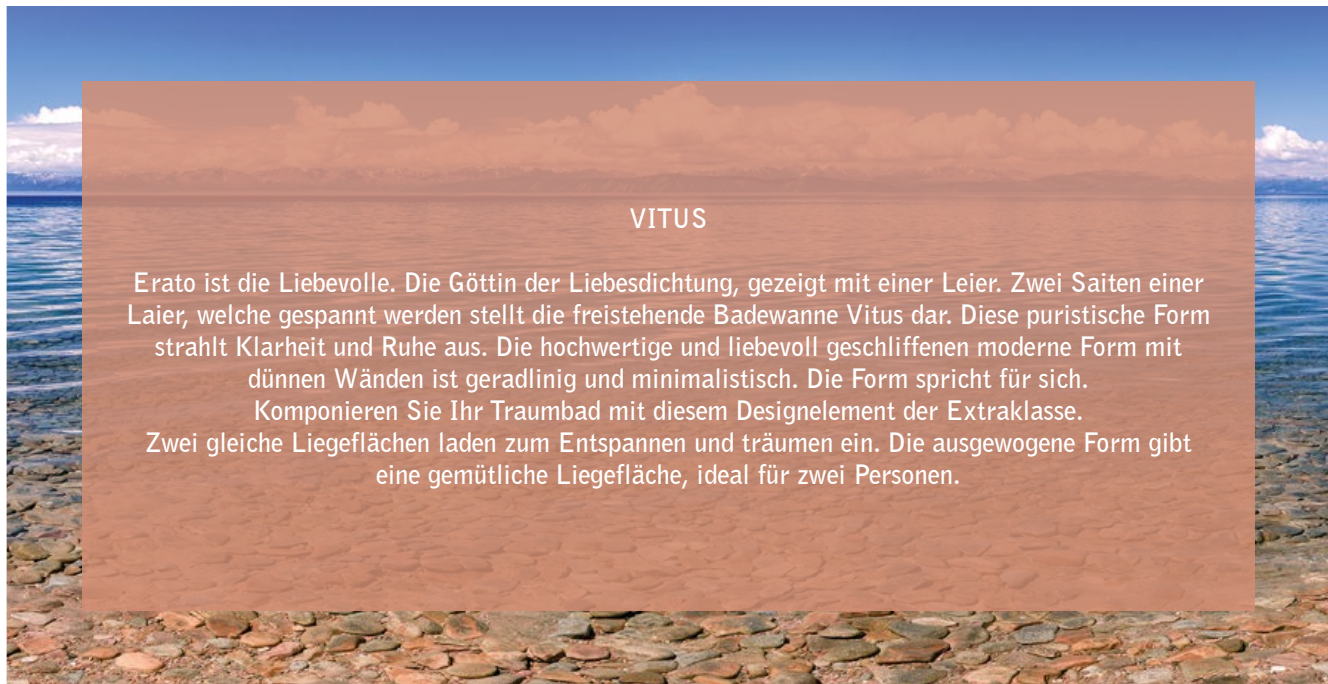 VITUS
Erato ist die Liebevolle. Die Göttin der Liebesdichtung, gezeigt mit einer Leier. Zwei Saiten einer
Laier, welche gespannt werden stellt die freistehende Badewanne Vitus dar. Diese puristische Form
strahlt Klarheit und Ruhe aus. Die hochwertige und liebevoll geschliffenen moderne Form mit
dünnen Wänden ist geradlinig und minimalistisch. Die Form spricht für sich.
Komponieren Sie Ihr Traumbad mit diesem Designelement der Extraklasse.
Zwei gleiche Liegeflächen laden zum Entspannen und träumen ein. Die ausgewogene Form gibt
eine gemütliche Liegefläche, ideal für zwei Personen.